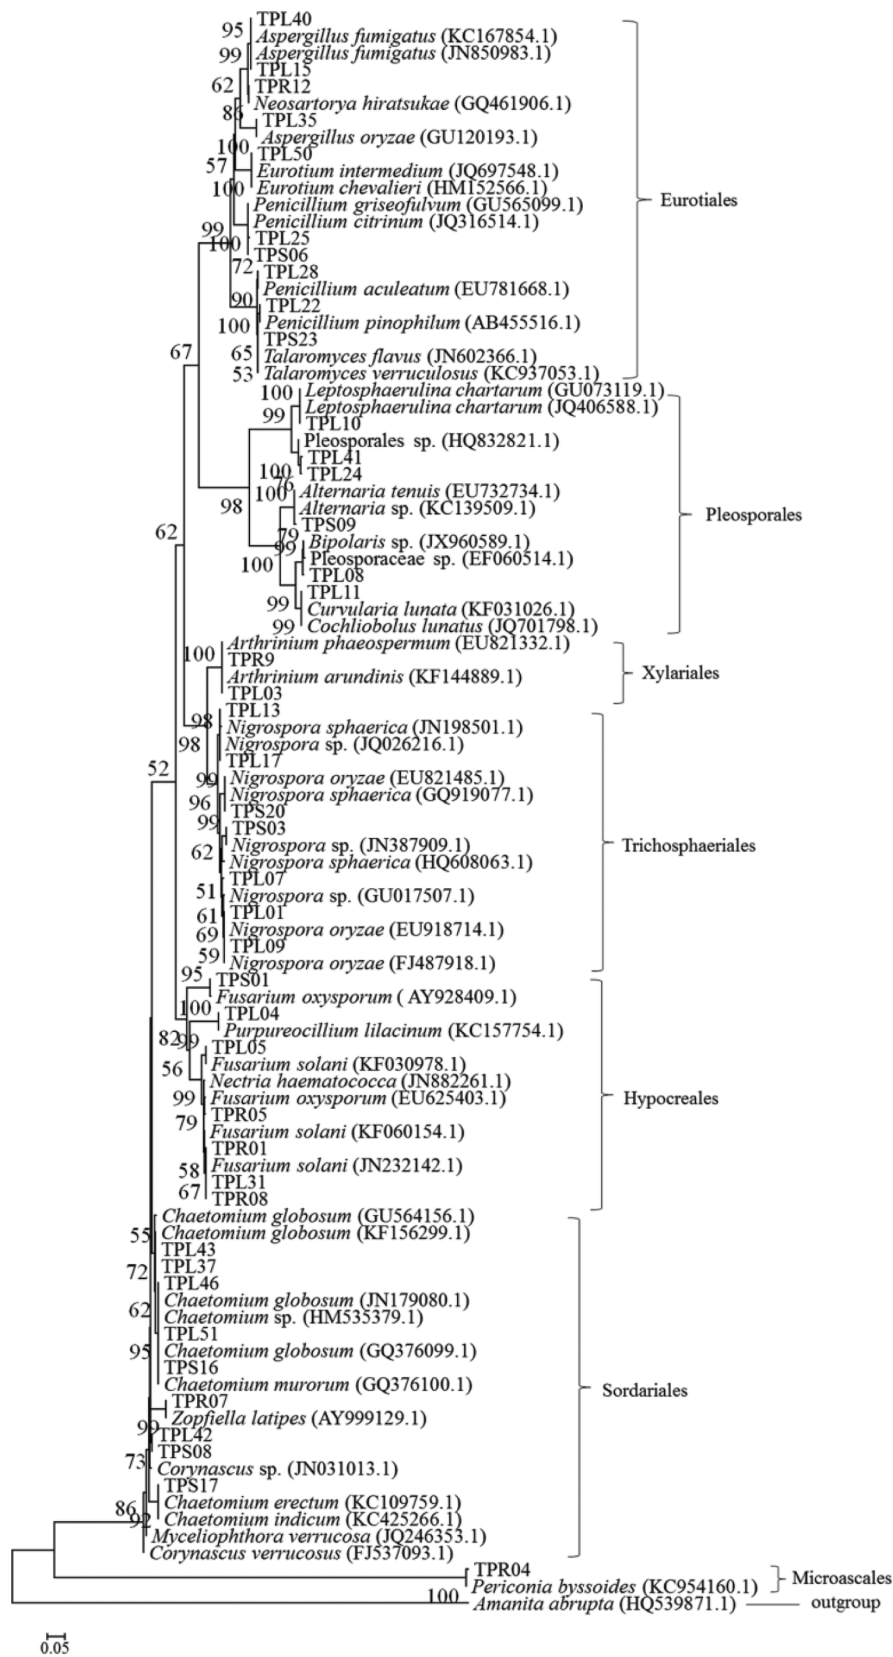 TPL40
95
Aspergillus fumigatus (KC167854.1)
99
Aspergillus fumigatus (JN850983.1)
TPL15
62
TPR12
Neosartorya hiratsukae (GQ461906.1)
86
TPL35
Aspergillus oryzae (GU120193.1)
100
TPL50
57
Eurotium intermedium (JQ697548.1)
100
Eurotium chevalieri (HM152566.1)
Penicillium griseofulvum (GU565099.1)
Eurotiales
Penicillium citrinum (JQ316514.1)
99
TPL25
100
TPS06
72
TPL28
Penicillium aculeatum (EU781668.1)
90
TPL22
100
Penicillium pinophilum (AB455516.1)
TPS23
67
65
Talaromyces flavus (JN602366.1)
53
Talaromyces verruculosus (KC937053.1)
100
Leptosphaerulina chartarum (GU073119.1)
99
Leptosphaerulina chartarum (JQ406588.1)
TPL10
Pleosporales sp. (HQ832821.1)
TPL41
100
TPL24
76
100
Alternaria tenuis (EU732734.1)
98
Alternaria sp. (KC139509.1)
Pleosporales
TPS09
62
79
Bipolaris sp. (JX960589.1)
99
100
Pleosporaceae sp. (EF060514.1)
TPL08
TPL11
99
Curvularia lunata (KF031026.1)
99
Cochliobolus lunatus (JQ701798.1)
Arthrinium phaeospermum (EU821332.1)
100
TPR9
Arthrinium arundinis (KF144889.1)
Xylariales
TPL03
TPL13
98
Nigrospora sphaerica (JN198501.1)
98
Nigrospora sp. (JQ026216.1)
TPL17
52
99
Nigrospora oryzae (EU821485.1)
96
Nigrospora sphaerica (GQ919077.1)
TPS20
99
TPS03
62
Nigrospora sp. (JN387909.1)
Trichosphaeriales
Nigrospora sphaerica (HQ608063.1)
TPL07
51
Nigrospora sp. (GU017507.1)
61
TPL01
69
Nigrospora oryzae (EU918714.1)
TPL09
59
Nigrospora oryzae (FJ487918.1)
95
TPS01
Fusarium oxysporum ( AY928409.1)
100
TPL04
Purpureocillium lilacinum (KC157754.1)
82
99
TPL05
56
Fusarium solani (KF030978.1)
Nectria haematococca (JN882261.1)
99
Fusarium oxysporum (EU625403.1)
Hypocreales
79
TPR05
Fusarium solani (KF060154.1)
TPR01
58
Fusarium solani (JN232142.1)
67
TPL31
TPR08
Chaetomium globosum (GU564156.1)
55
Chaetomium globosum (KF156299.1)
TPL43
72
TPL37
TPL46
62
Chaetomium globosum (JN179080.1)
Chaetomium sp. (HM535379.1)
TPL51
95
Chaetomium globosum (GQ376099.1)
TPS16
Chaetomium murorum (GQ376100.1)
Sordariales
TPR07
99
Zopfiella latipes (AY999129.1)
TPL42
TPS08
73
Corynascus sp. (JN031013.1)
TPS17
86
Chaetomium erectum (KC109759.1)
92
Chaetomium indicum (KC425266.1)
Myceliophthora verrucosa (JQ246353.1)
Corynascus verrucosus (FJ537093.1)
TPR04
Microascales
Periconia byssoides (KC954160.1)
100
Amanita abrupta (HQ539871.1)
outgroup
0.05